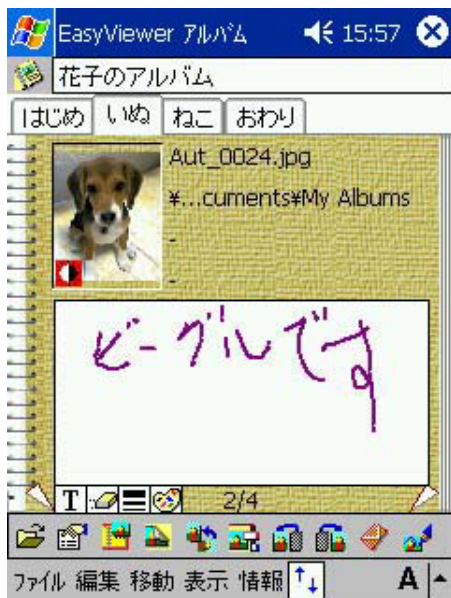 EasyViewer アルバム 15:57
花子のアルバム
はじめ いぬ ねこ おわり
Aut_0024.jpg
¥...cuments¥My Albums
-
-
ビーグルです
T 2/4
ファイル 編集 移動 表示 情報 A